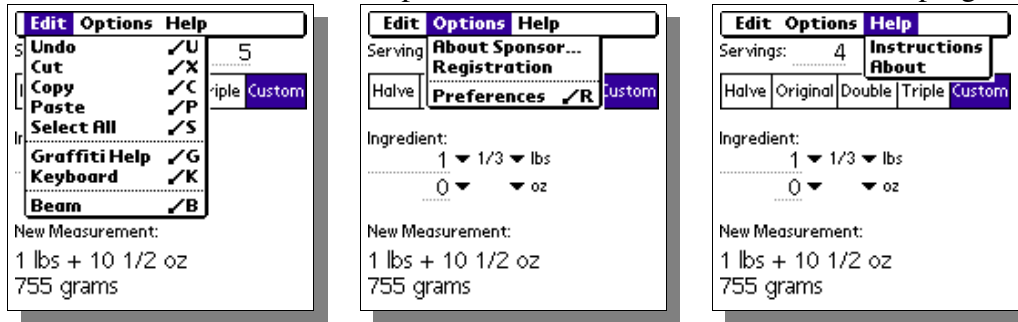 Edit Options Help
Undo ✓U
Cut ✓X
Copy ✓C
Paste ✓P
Select All ✓S
Graffiti Help ✓G
Keyboard ✓K
Beam ✓B
5
riple Custom
New Measurement:
1 lbs + 10 1/2 oz
755 grams
Edit Options Help
About Sponsor...
Registration
Preferences ✓R
Serving
Halve ustom
Ingredient:
1 1/3 lbs
0 oz
New Measurement:
1 lbs + 10 1/2 oz
755 grams
Edit Options Help
Instructions
About
Servings: 4
Halve Original Double Triple Custom
Ingredient:
1 1/3 lbs
0 oz
New Measurement:
1 lbs + 10 1/2 oz
755 grams